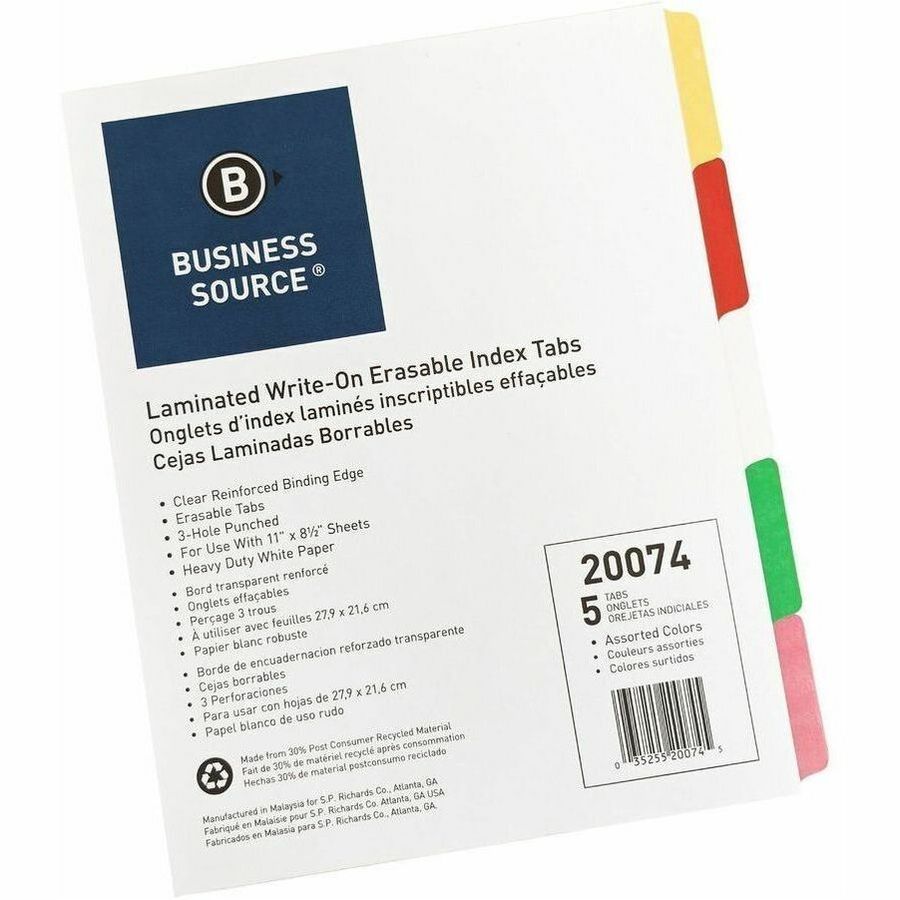 B
BUSINESS
SOURCE®
Laminated Write-On Erasable Index Tabs
Onglets d'index laminés inscriptibles effaçables
Cejas Laminadas Borrables
• Clear Reinforced Binding Edge
• Erasable Tabs
• 3-Hole Punched
• For Use With 11" x 8½" Sheets
• Heavy Duty White Paper
• Bord transparent renforcé
• Onglets effaçables
• Perçage 3 trous
• À utiliser avec feuilles 27,9 x 21,6 cm
• Papier blanc robuste
• Borde de encuadernacion reforzado transparente
• Cejas borrables
• 3 Perforaciones
• Para usar con hojas de 27,9 x 21,6 cm
• Papel blanco de uso rudo
Made from 30% Post Consumer Recycled Material
Fait de 30% de matériel recyclé après consommation
Hechas 30% de material postconsumo reciclado
Manufactured in Malaysia for S.P. Richards Co., Atlanta, GA
Fabriqué en Malaisie pour S.P. Richards Co. Atlanta, GA USA
Fabricados en Malasia para S.P. Richards Co., Atlanta, GA.
20074
5 TABS
ONGLETS
OREJETAS INDICIALES
• Assorted Colors
• Couleurs assorties
• Colores surtidos
0 35255 20074 5